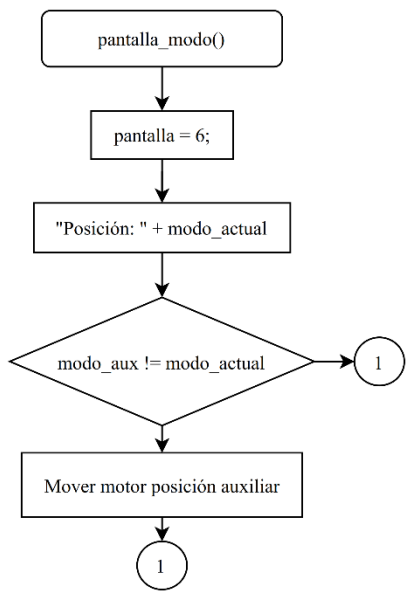 pantalla_modo()
pantalla = 6;
"Posición: " + modo_actual
modo_aux != modo_actual
1
Mover motor posición auxiliar
1